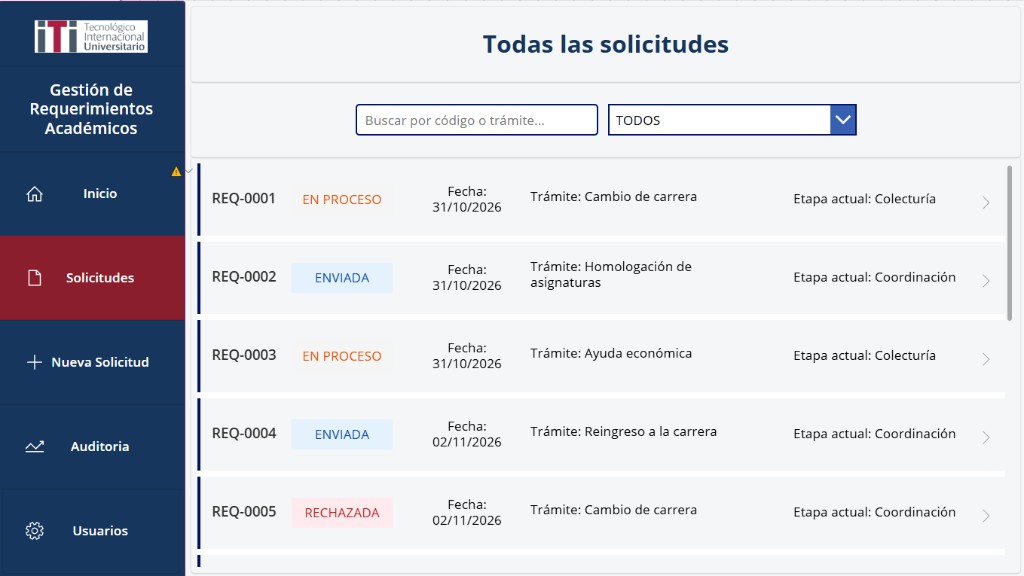 iTi
Tecnológico
Internacional
Universitario
Gestión de
Requerimientos
Académicos
Inicio
Solicitudes
Nueva Solicitud
Auditoria
Usuarios
Todas las solicitudes
Buscar por código o trámite...
TODOS
REQ-0001
EN PROCESO
Fecha:
31/10/2026
Trámite: Cambio de carrera
Etapa actual: Colecturía
REQ-0002
ENVIADA
Fecha:
31/10/2026
Trámite: Homologación de
asignaturas
Etapa actual: Coordinación
REQ-0003
EN PROCESO
Fecha:
31/10/2026
Trámite: Ayuda económica
Etapa actual: Colecturía
REQ-0004
ENVIADA
Fecha:
02/11/2026
Trámite: Reingreso a la carrera
Etapa actual: Coordinación
REQ-0005
RECHAZADA
Fecha:
02/11/2026
Trámite: Cambio de carrera
Etapa actual: Coordinación